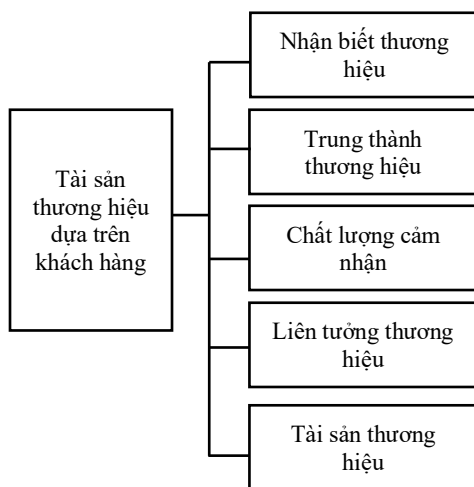 Tài sản
thương hiệu
dựa trên
khách hàng
Nhận biết thương
hiệu
Trung thành
thương hiệu
Chất lượng cảm
nhận
Liên tưởng thương
hiệu
Tài sản thương
hiệu